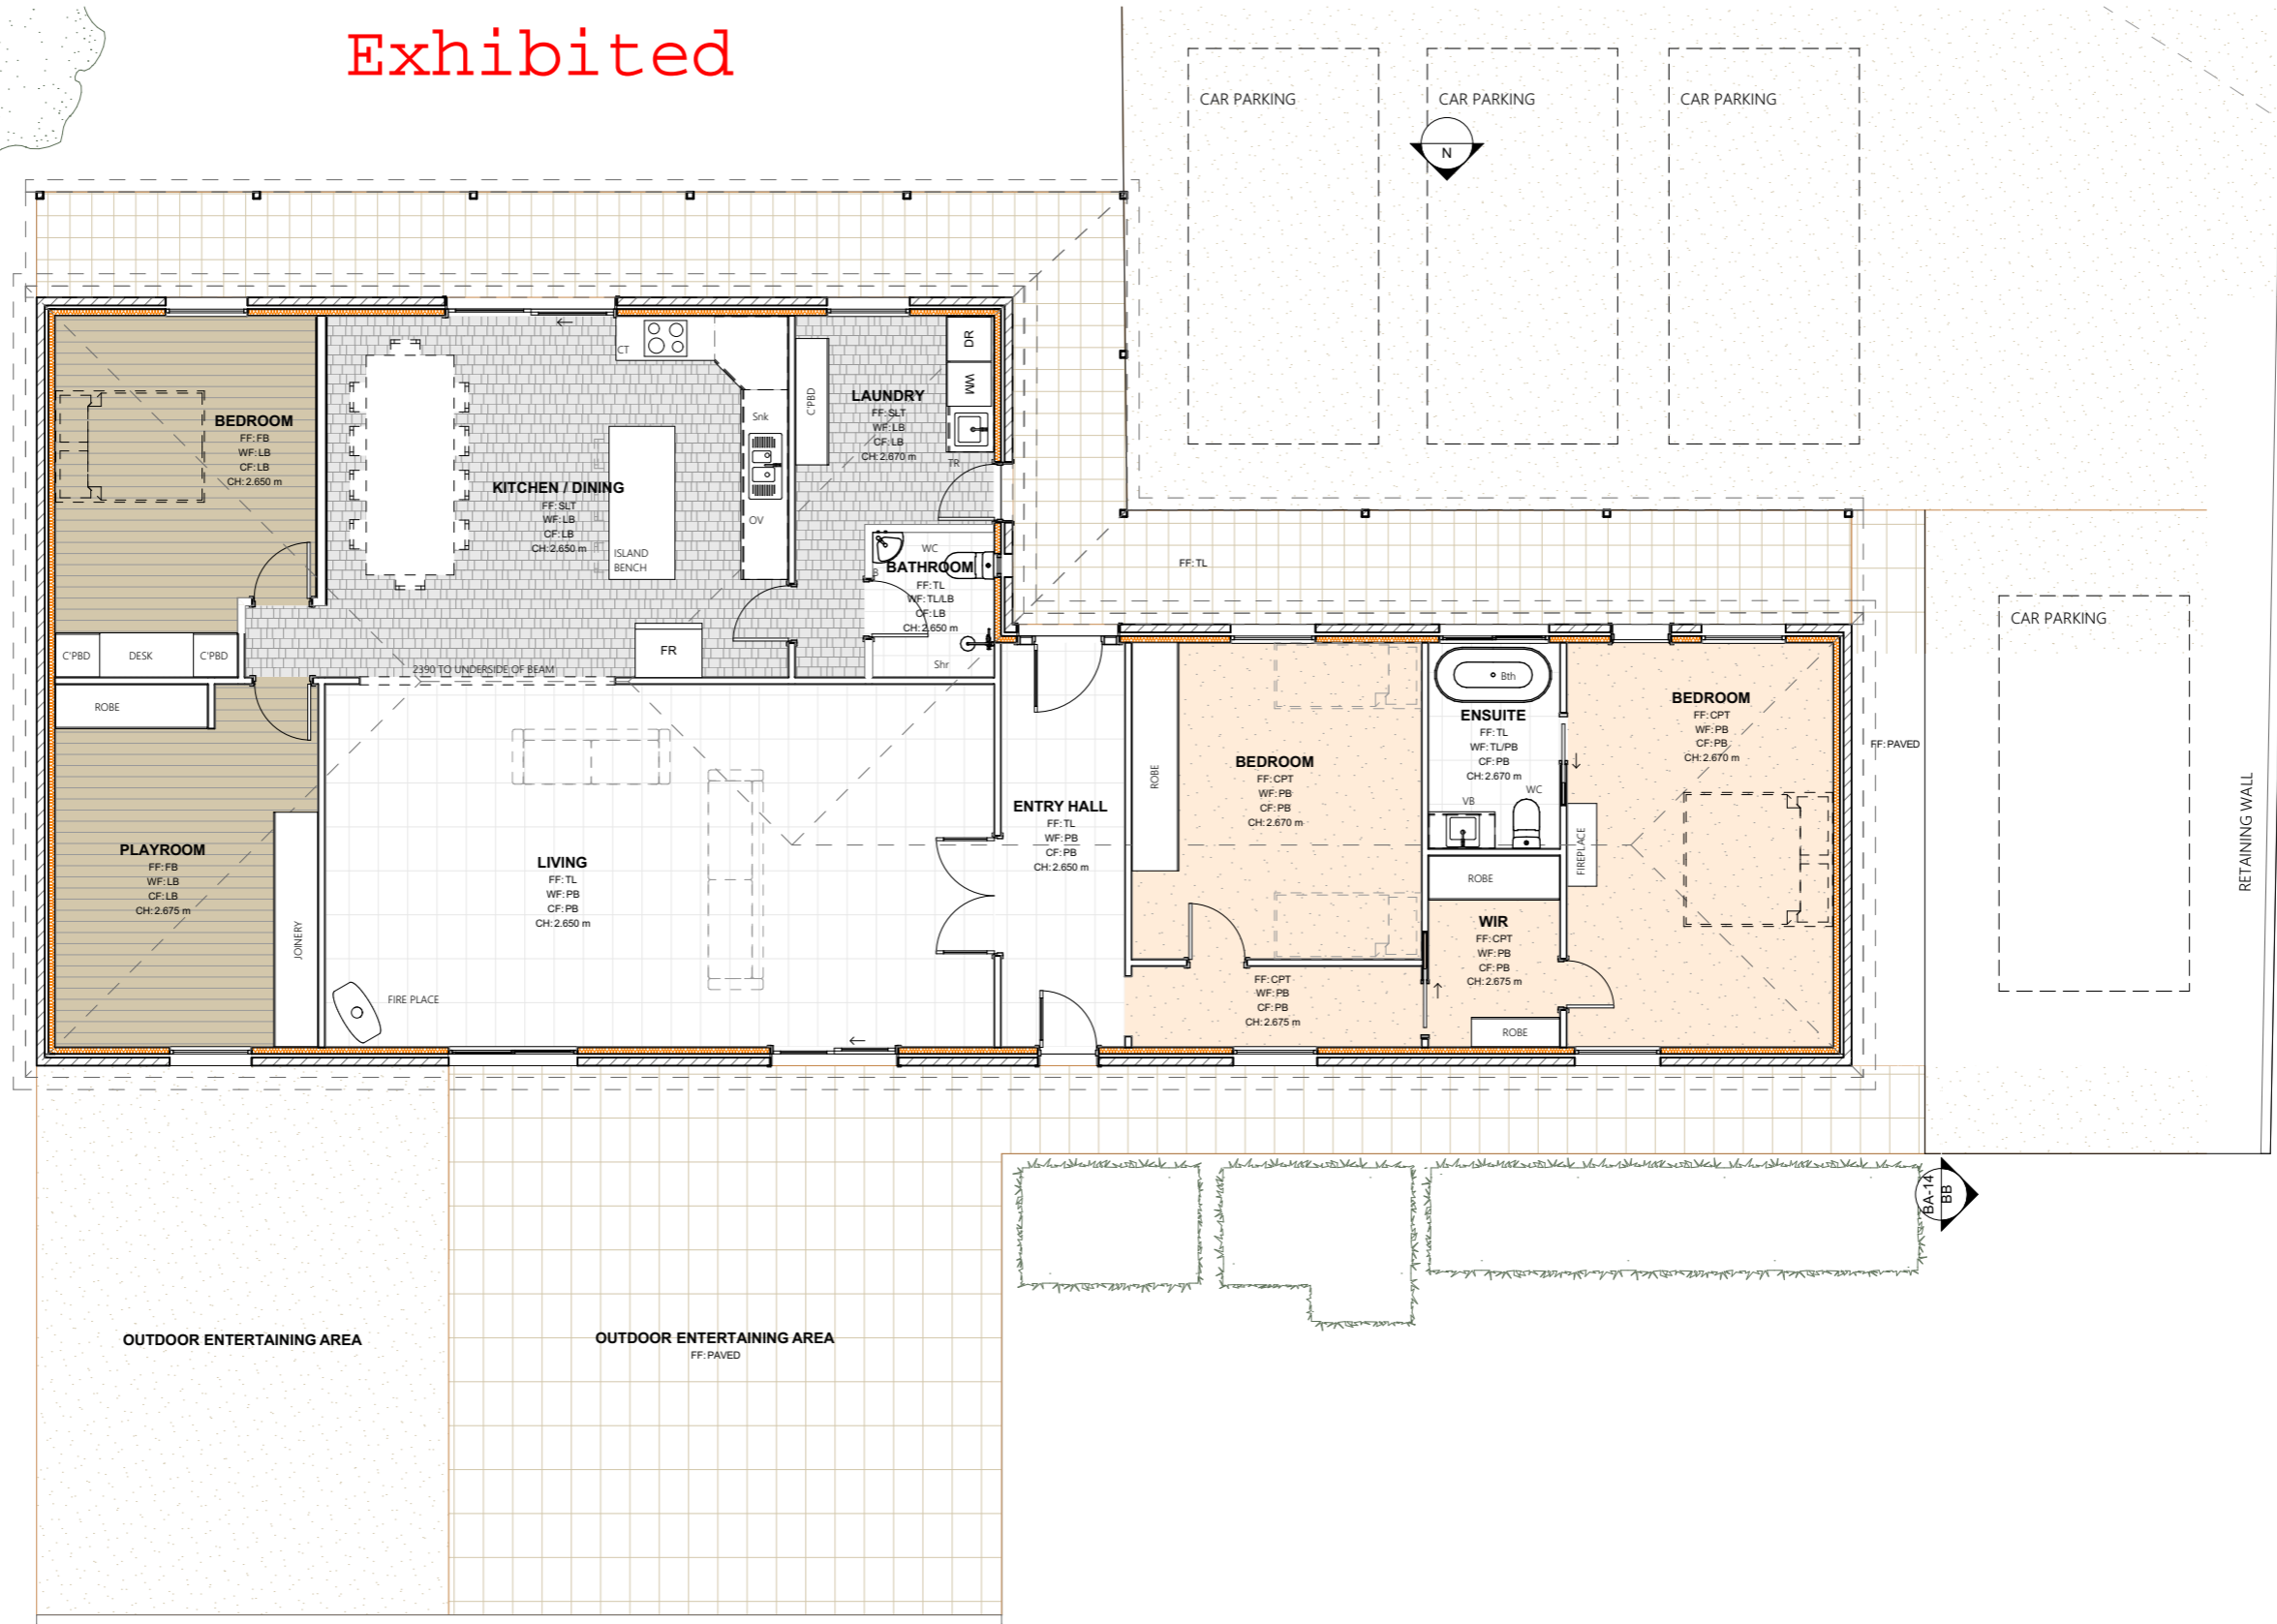 Exhibited
CAR PARKING
CAR PARKING
CAR PARKING
N
CT
DR
WM
C'PBD
LAUNDRY
FF: SLT
WF: LB
CF: LB
CH: 2.670 m
TR
BEDROOM
FF: FB
WF: LB
CF: LB
CH: 2.650 m
Snk
OV
KITCHEN / DINING
FF: SLT
WF: LB
CF: LB
CH: 2.650 m
ISLAND
BENCH
WC
B
BATHROOM
FF: TL
WF: TL/LB
CF: LB
CH: 2.650 m
Shr
FF: TL
CAR PARKING
C'PBD
DESK
C'PBD
FR
2390 TO UNDERSIDE OF BEAM
ROBE
Bth
ENSUITE
FF: TL
WF: TL/PB
CF: PB
CH: 2.670 m
WC
VB
BEDROOM
FF: CPT
WF: PB
CF: PB
CH: 2.670 m
FF: PAVED
RETAINING WALL
ROBE
BEDROOM
FF: CPT
WF: PB
CF: PB
CH: 2.670 m
ENTRY HALL
FF: TL
WF: PB
CF: PB
CH: 2.650 m
PLAYROOM
FF: FB
WF: LB
CF: LB
CH: 2.675 m
JOINERY
LIVING
FF: TL
WF: PB
CF: PB
CH: 2.650 m
FIREPLACE
ROBE
WIR
FF: CPT
WF: PB
CF: PB
CH: 2.675 m
FIRE PLACE
FF: CPT
WF: PB
CF: PB
CH: 2.675 m
ROBE
BA-14
BB
OUTDOOR ENTERTAINING AREA
OUTDOOR ENTERTAINING AREA
FF: PAVED